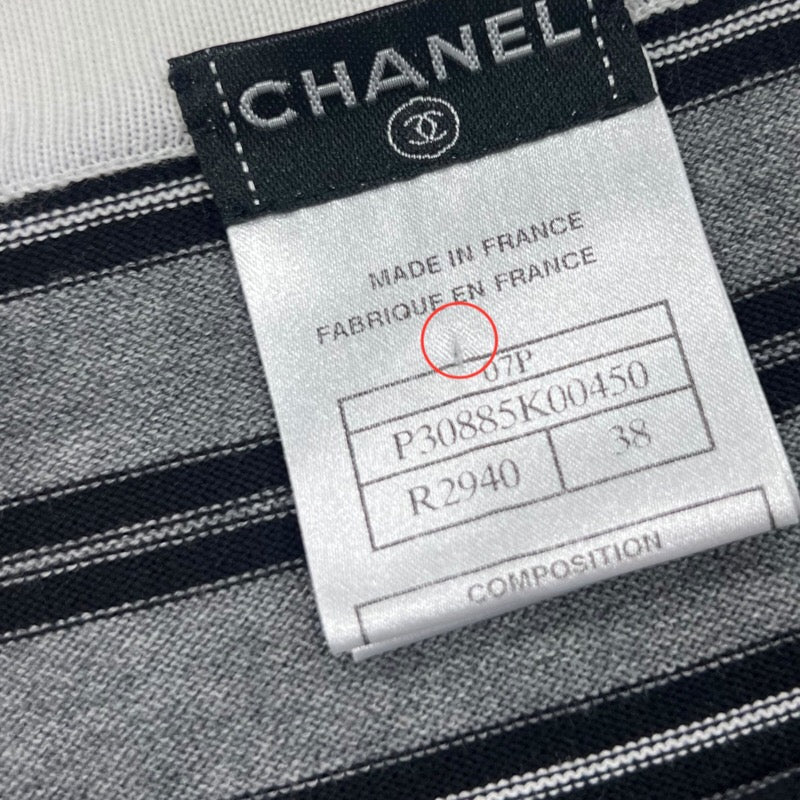 CHANEL
MADE IN FRANCE
FABRIQUE EN FRANCE
07P
P30885K00450
R2940 38
COMPOSITION